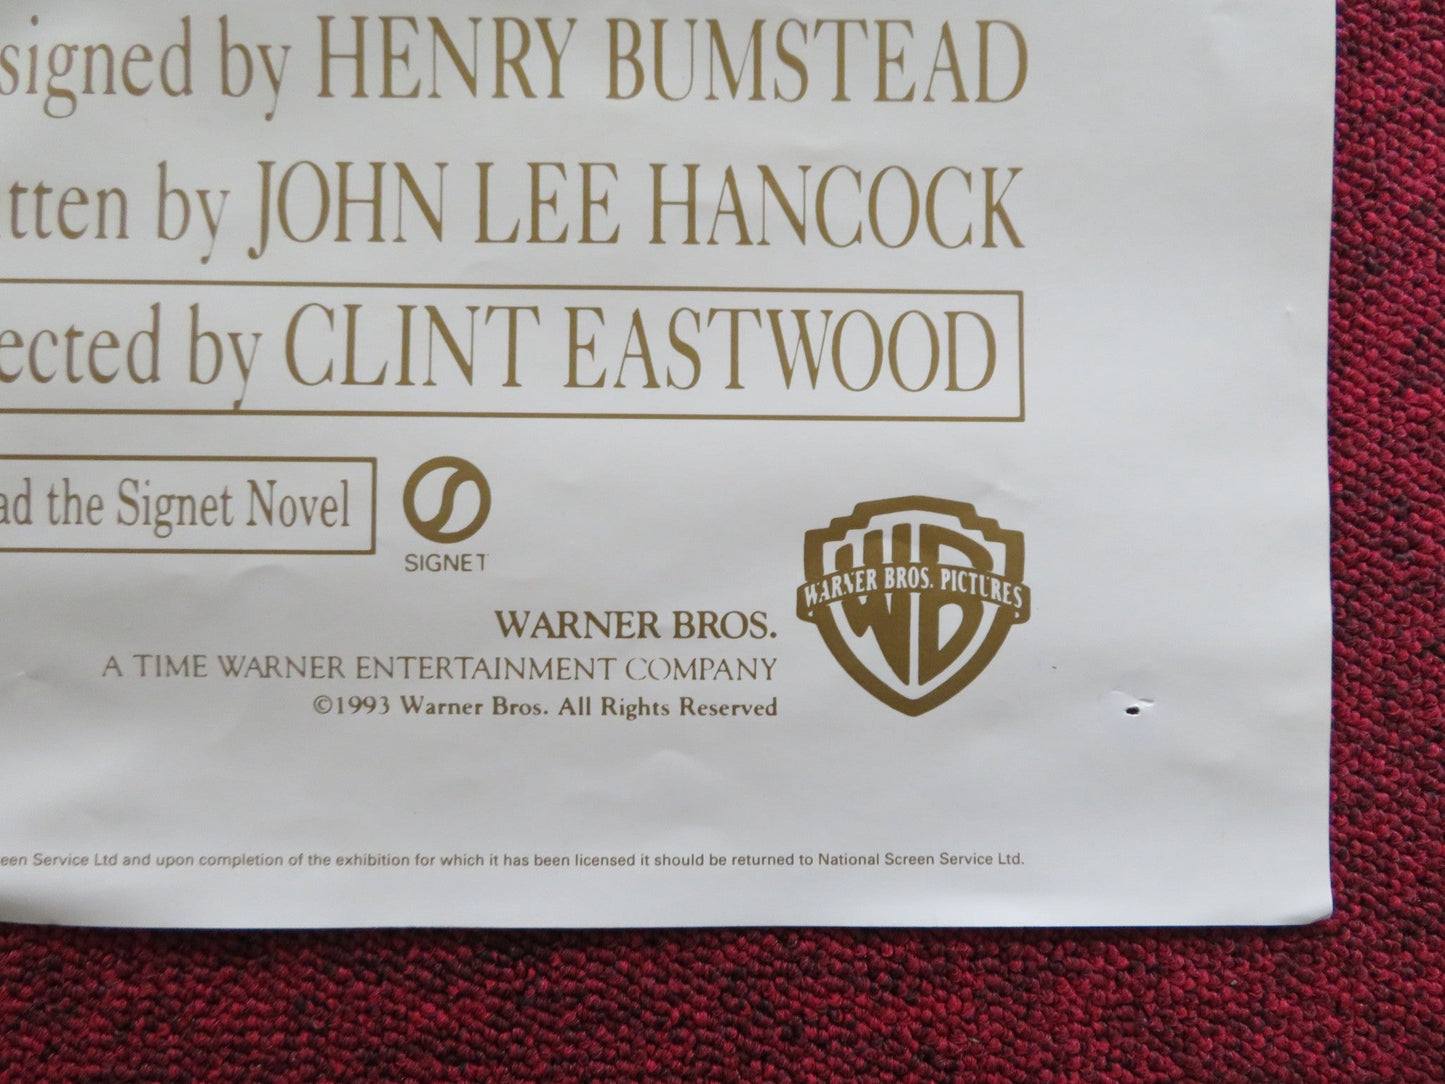 signed by HENRY BUMSTEAD
itten by JOHN LEE HANCOCK
ected by CLINT EASTWOOD
ad the Signet Novel
SIGNET
WARNER BROS. PICTURES
WARNER BROS.
A TIME WARNER ENTERTAINMENT COMPANY
©1993 Warner Bros. All Rights Reserved
een Service Ltd and upon completion of the exhibition for which it has been licensed it should be returned to National Screen Service Ltd.